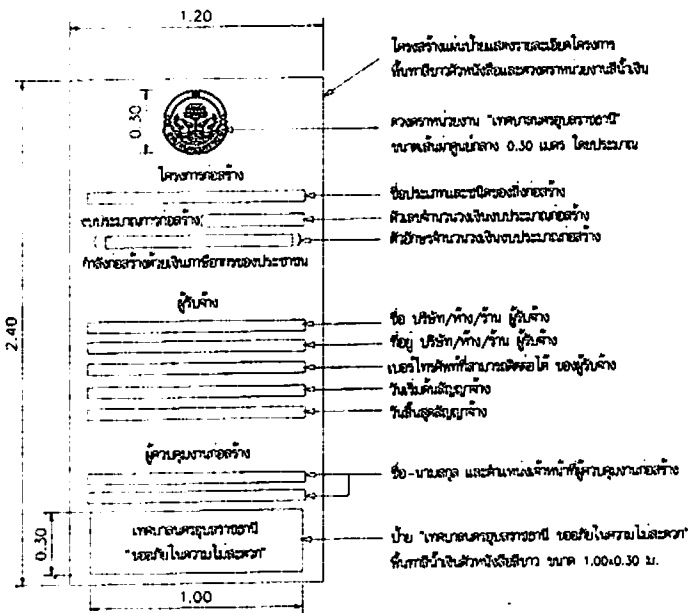 1.20
โครงสร้างแผ่นป้ายแสดงรายละเอียดโครงการ
พื้นทาสีขาวตัวหนังสือและดวงตราหน่วยงานสีน้ำเงิน
0.30
ดวงตราหน่วยงาน "เทศบาลนครอุบลราชธานี"
ขนาดเส้นผ่าศูนย์กลาง 0.30 เมตร โดยประมาณ
โครงการก่อสร้าง
ชื่อประเภทและชนิดของสิ่งก่อสร้าง
งบประมาณการก่อสร้าง
ตัวเลขจำนวนวงเงินงบประมาณก่อสร้าง
( )
ตัวอักษรจำนวนวงเงินงบประมาณก่อสร้าง
กำลังก่อสร้างด้วยเงินภาษีอากรของประชาชน
2.40
ผู้รับจ้าง
ชื่อ บริษัท/ห้าง/ร้าน ผู้รับจ้าง
ที่อยู่ บริษัท/ห้าง/ร้าน ผู้รับจ้าง
เบอร์โทรศัพท์ที่สามารถติดต่อได้ ของผู้รับจ้าง
วันเริ่มต้นสัญญาจ้าง
วันสิ้นสุดสัญญาจ้าง
ผู้ควบคุมงานก่อสร้าง
ชื่อ-นามสกุล และตำแหน่งเจ้าหน้าที่ผู้ควบคุมงานก่อสร้าง
0.30
เทศบาลนครอุบลราชธานี
"ขออภัยในความไม่สะดวก"
ป้าย "เทศบาลนครอุบลราชธานี ขออภัยในความไม่สะดวก"
พื้นทาสีน้ำเงินตัวหนังสือสีขาว ขนาด 1.00x0.30 ม.
1.00